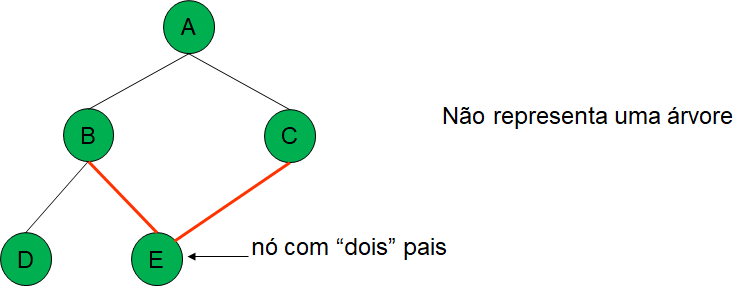 A
B
C
Não representa uma árvore
D
E
nó com “dois” pais